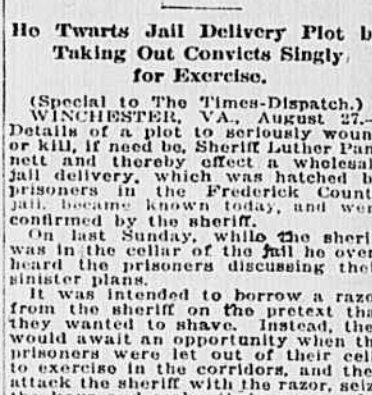 He Twarts Jail Delivery Plot b
Taking Out Convicts Singly
for Exercise.
(Special to The Times-Dispatch.)
WINCHESTER, VA., August 27.—
Details of a plot to seriously woun
or kill, if need be, Sheriff Luther Pan
nett and thereby effect a wholesal
jail delivery, which was hatched b
prisoners in the Frederick Count
jail, became known today, and wer
confirmed by the sheriff.
On last Sunday, while the sheri
was in the cellar of the jail he over
heard the prisoners discussing thei
sinister plans.
It was intended to borrow a razo
from the sheriff on the pretext tha
they wanted to shave. Instead, the
would await an opportunity when th
prisoners were let out of their cell
to exercise in the corridors, and the
attack the sheriff with the razor, seiz